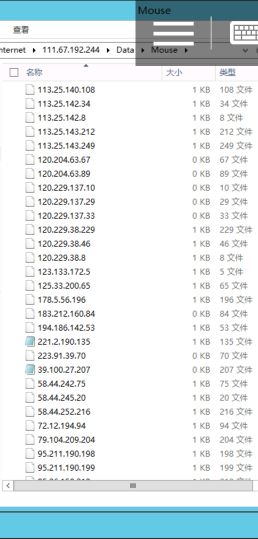 Mouse
查看
nternet ▸ 111.67.192.244 ▸ Data ▸ Mouse ▸
名称 大小 类型
113.25.140.108 1 KB 108 文件
113.25.142.34 1 KB 34 文件
113.25.142.8 1 KB 8 文件
113.25.143.212 1 KB 212 文件
113.25.143.249 1 KB 249 文件
120.204.63.67 0 KB 67 文件
120.204.63.89 0 KB 89 文件
120.229.137.10 0 KB 10 文件
120.229.137.29 0 KB 29 文件
120.229.137.33 0 KB 33 文件
120.229.38.229 1 KB 229 文件
120.229.38.46 1 KB 46 文件
120.229.38.8 1 KB 8 文件
123.133.172.5 1 KB 5 文件
125.33.200.65 1 KB 65 文件
178.5.56.196 1 KB 196 文件
183.212.160.84 0 KB 84 文件
194.186.142.53 1 KB 53 文件
221.2.190.135 1 KB 135 文件
223.91.39.70 0 KB 70 文件
39.100.27.207 0 KB 207 文件
58.44.242.75 1 KB 75 文件
58.44.245.20 1 KB 20 文件
58.44.252.216 1 KB 216 文件
72.12.194.94 1 KB 94 文件
79.104.209.204 1 KB 204 文件
95.211.190.198 1 KB 198 文件
95.211.190.199 1 KB 199 文件